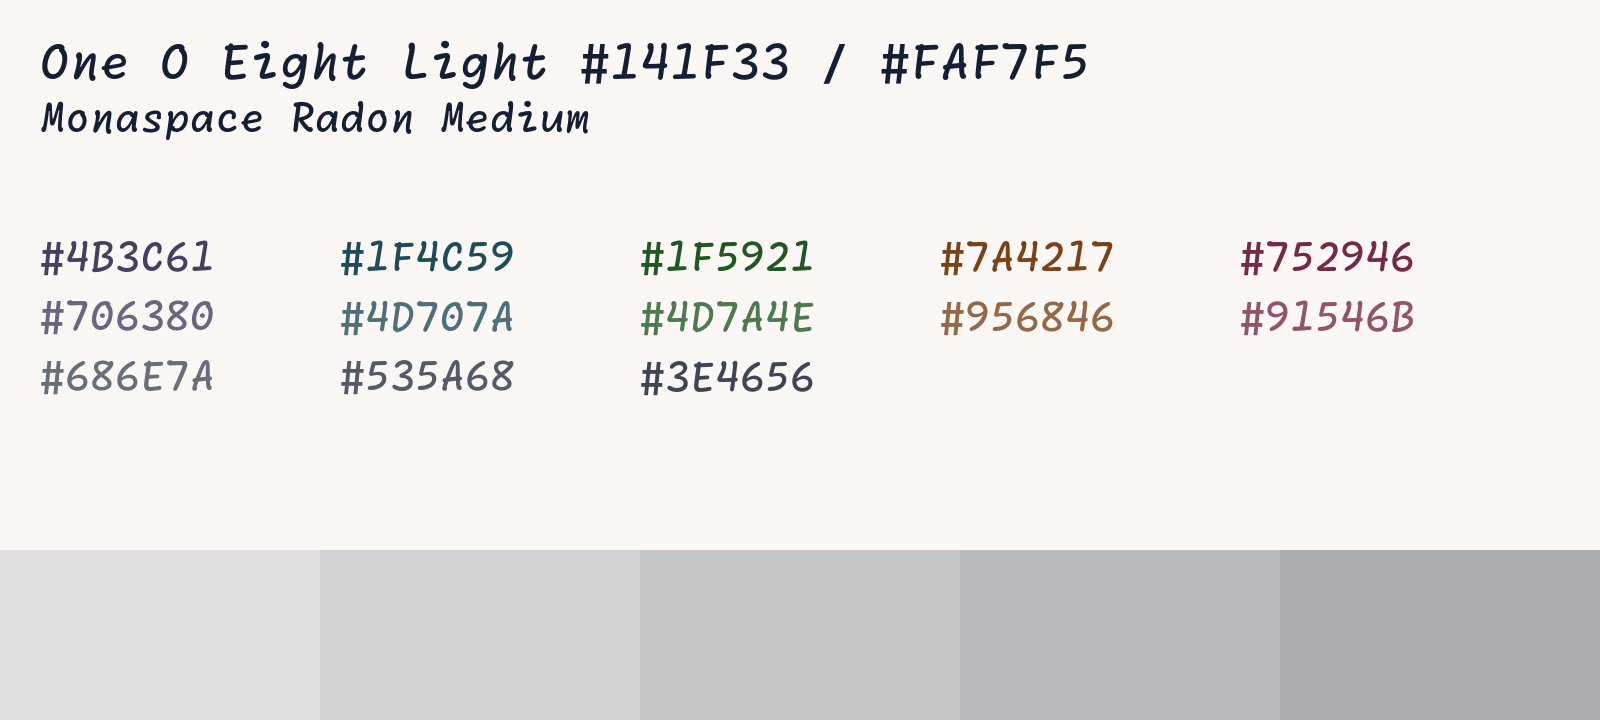 One O Eight Light #141F33 / #FAF7F5
Monaspace Radon Medium
#4B3C61 #1F4C59 #1F5921 #7A4217 #752946
#706380 #4D707A #4D7A4E #956846 #91546B
#686E7A #535A68 #3E4656